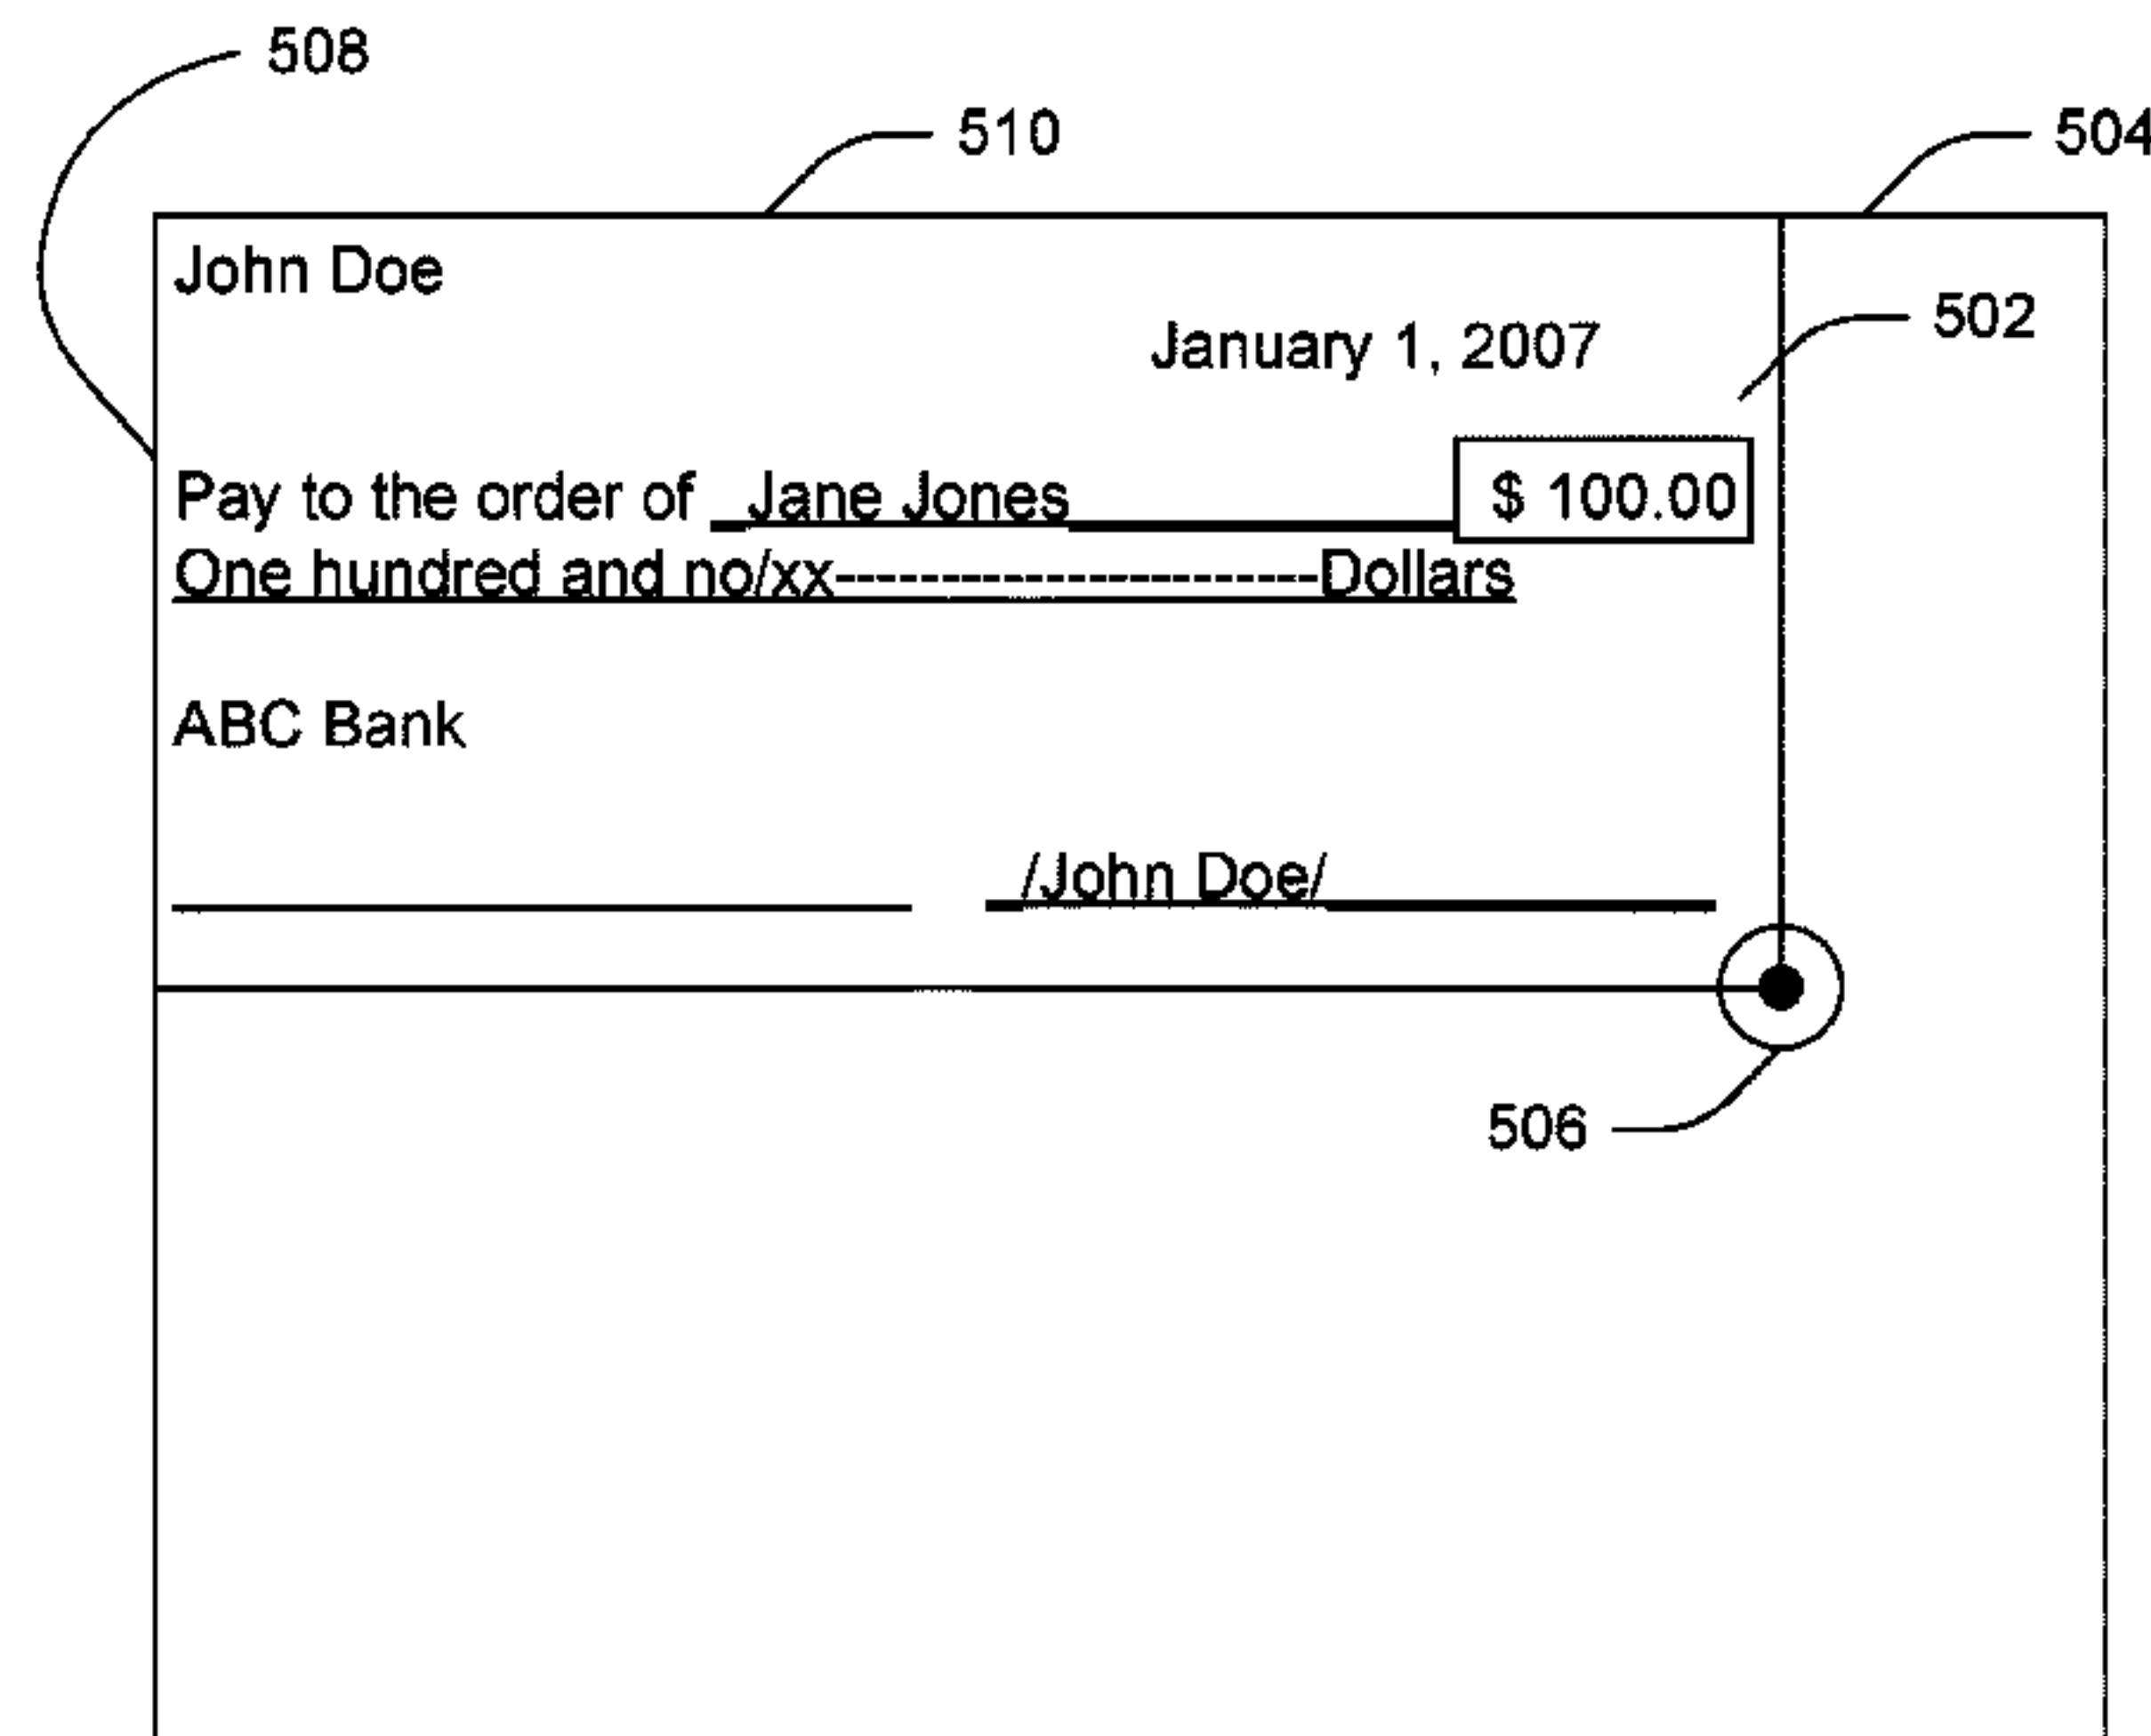 508
510
504
John Doe
502
January 1, 2007
Pay to the order of Jane Jones $ 100.00
One hundred and no/xx-----------------------Dollars
ABC Bank
/John Doe/
506